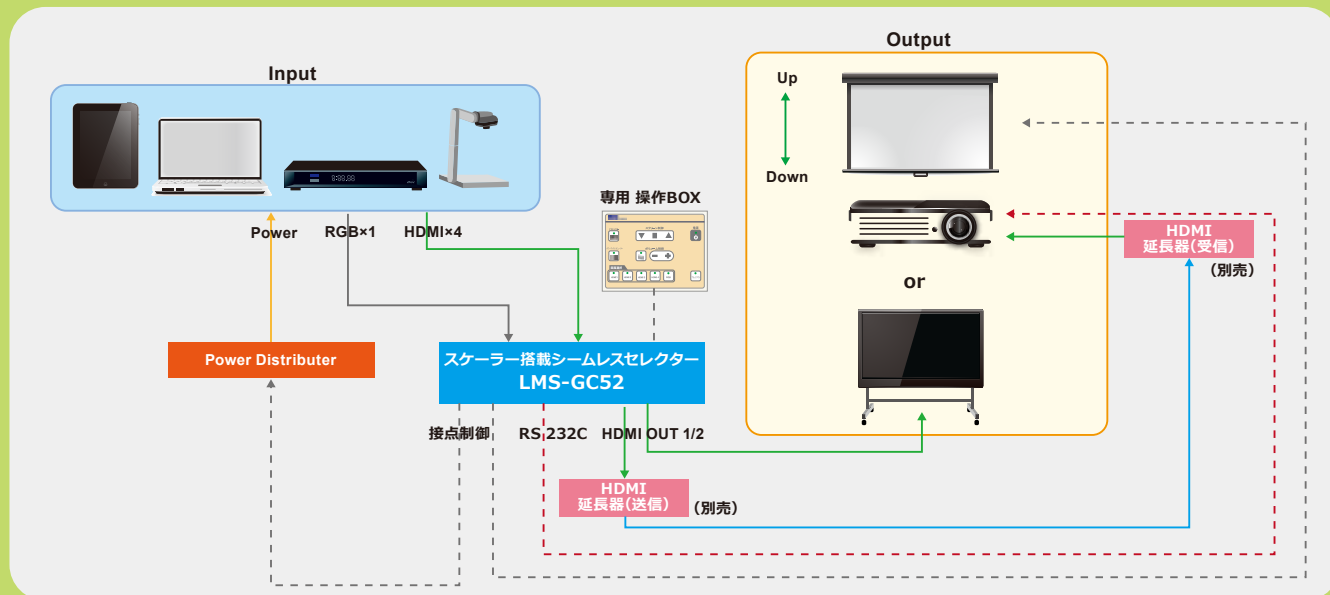 Output
Input
Up
Down
専用 操作BOX
Power
RGB×1
HDMI×4
HDMI
延長器(受信)
(別売)
or
Power Distributer
スケーラー搭載シームレスセレクター
LMS-GC52
接点制御
RS 232C
HDMI OUT 1/2
HDMI
延長器(送信)
(別売)